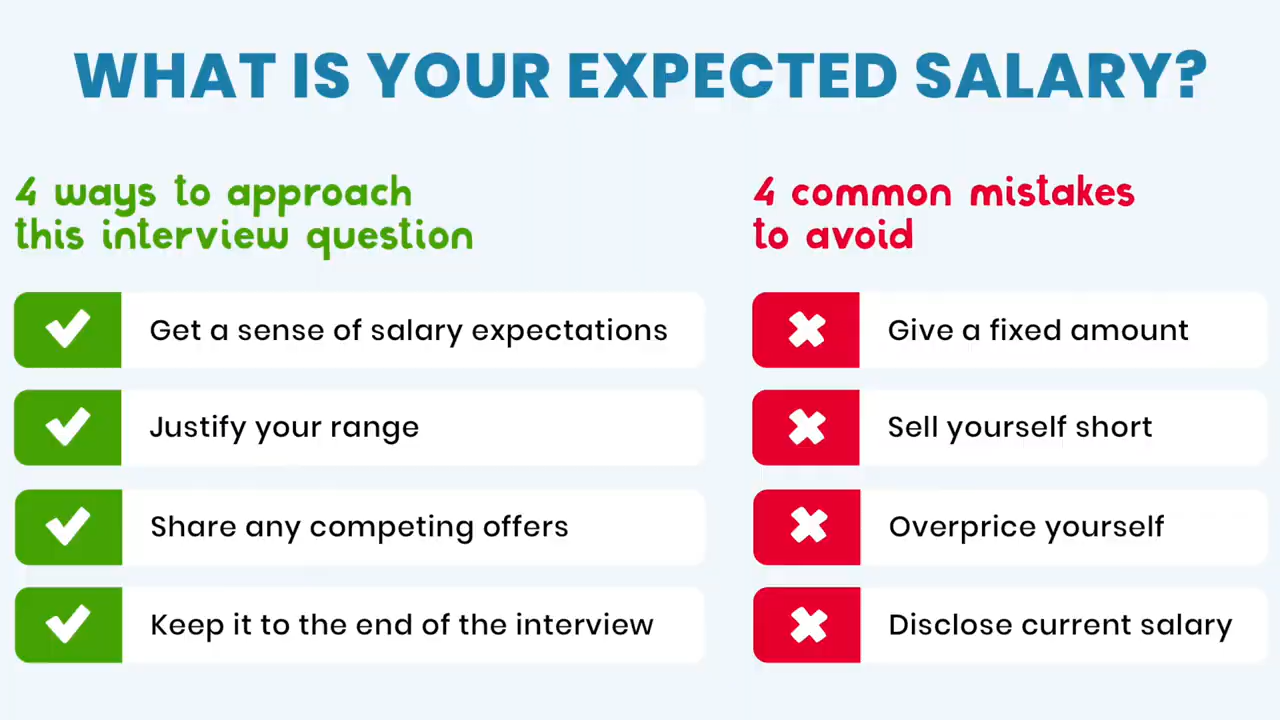 WHAT IS YOUR EXPECTED SALARY?
4 ways to approach
this interview question
Get a sense of salary expectations
Justify your range
Share any competing offers
Keep it to the end of the interview
4 common mistakes
to avoid
Give a fixed amount
Sell yourself short
Overprice yourself
Disclose current salary